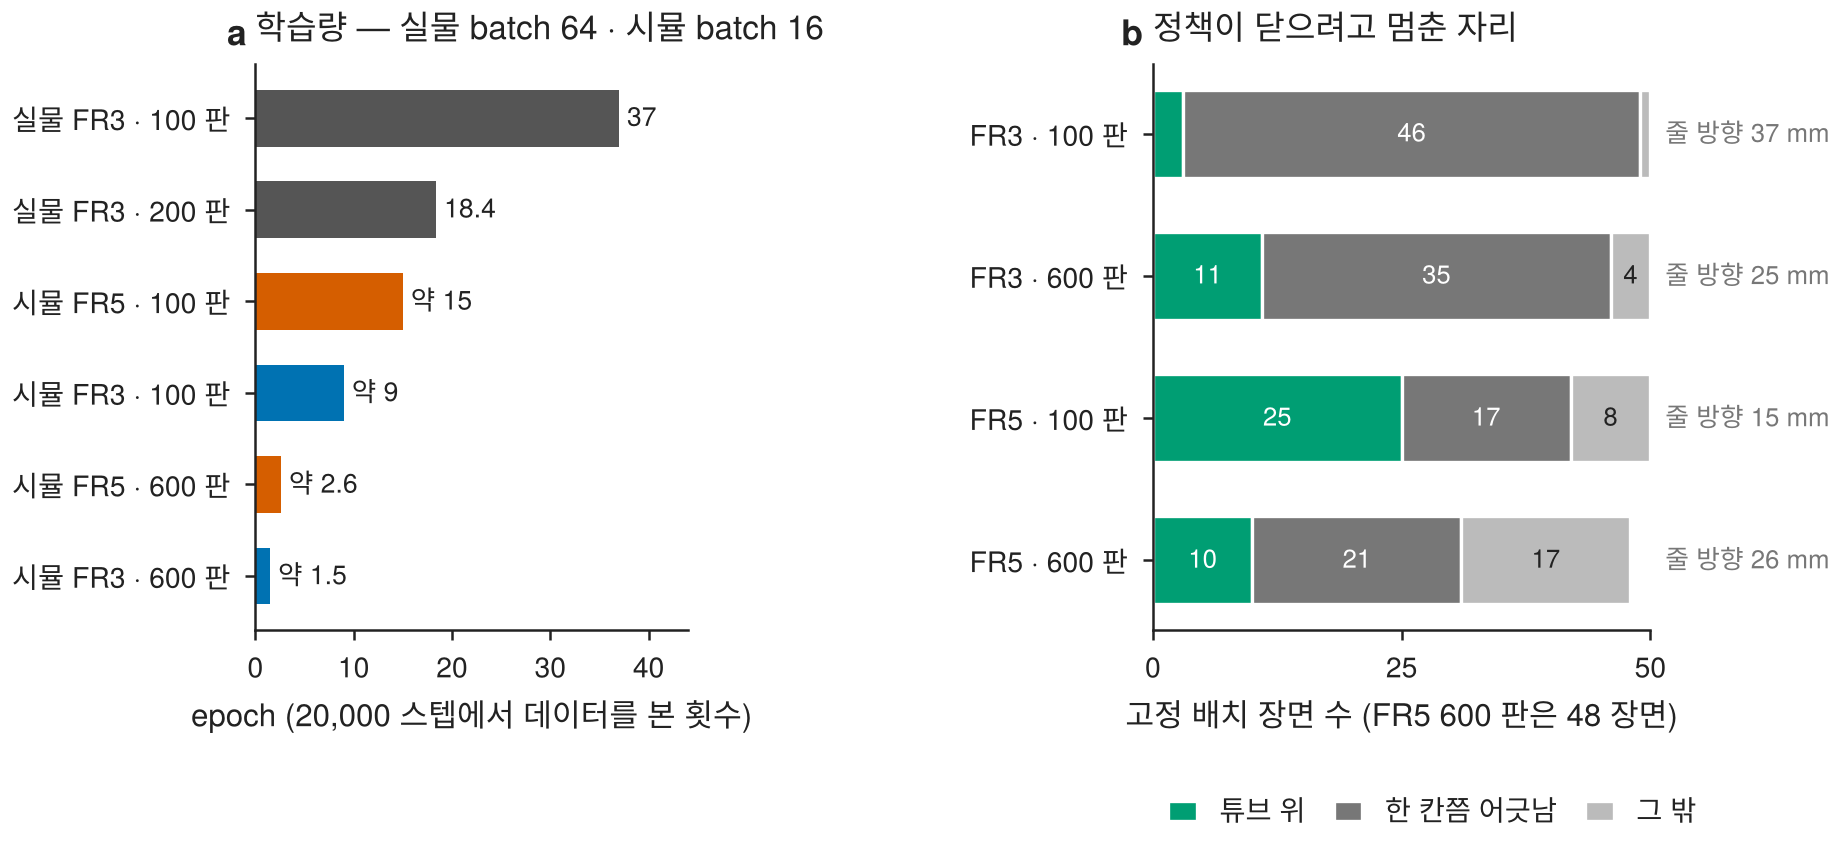 a 학습량 — 실물 batch 64 · 시뮬 batch 16
실물 FR3 · 100 판
37
실물 FR3 · 200 판
18.4
시뮬 FR5 · 100 판
약 15
시뮬 FR3 · 100 판
약 9
시뮬 FR5 · 600 판
약 2.6
시뮬 FR3 · 600 판
약 1.5
0 10 20 30 40
epoch (20,000 스텝에서 데이터를 본 횟수)
b 정책이 닫으려고 멈춘 자리
FR3 · 100 판 46 줄 방향 37 mm
FR3 · 600 판 11 35 4 줄 방향 25 mm
FR5 · 100 판 25 17 8 줄 방향 15 mm
FR5 · 600 판 10 21 17 줄 방향 26 mm
0 25 50
고정 배치 장면 수 (FR5 600 판은 48 장면)
튜브 위 한 칸쯤 어긋남 그 밖